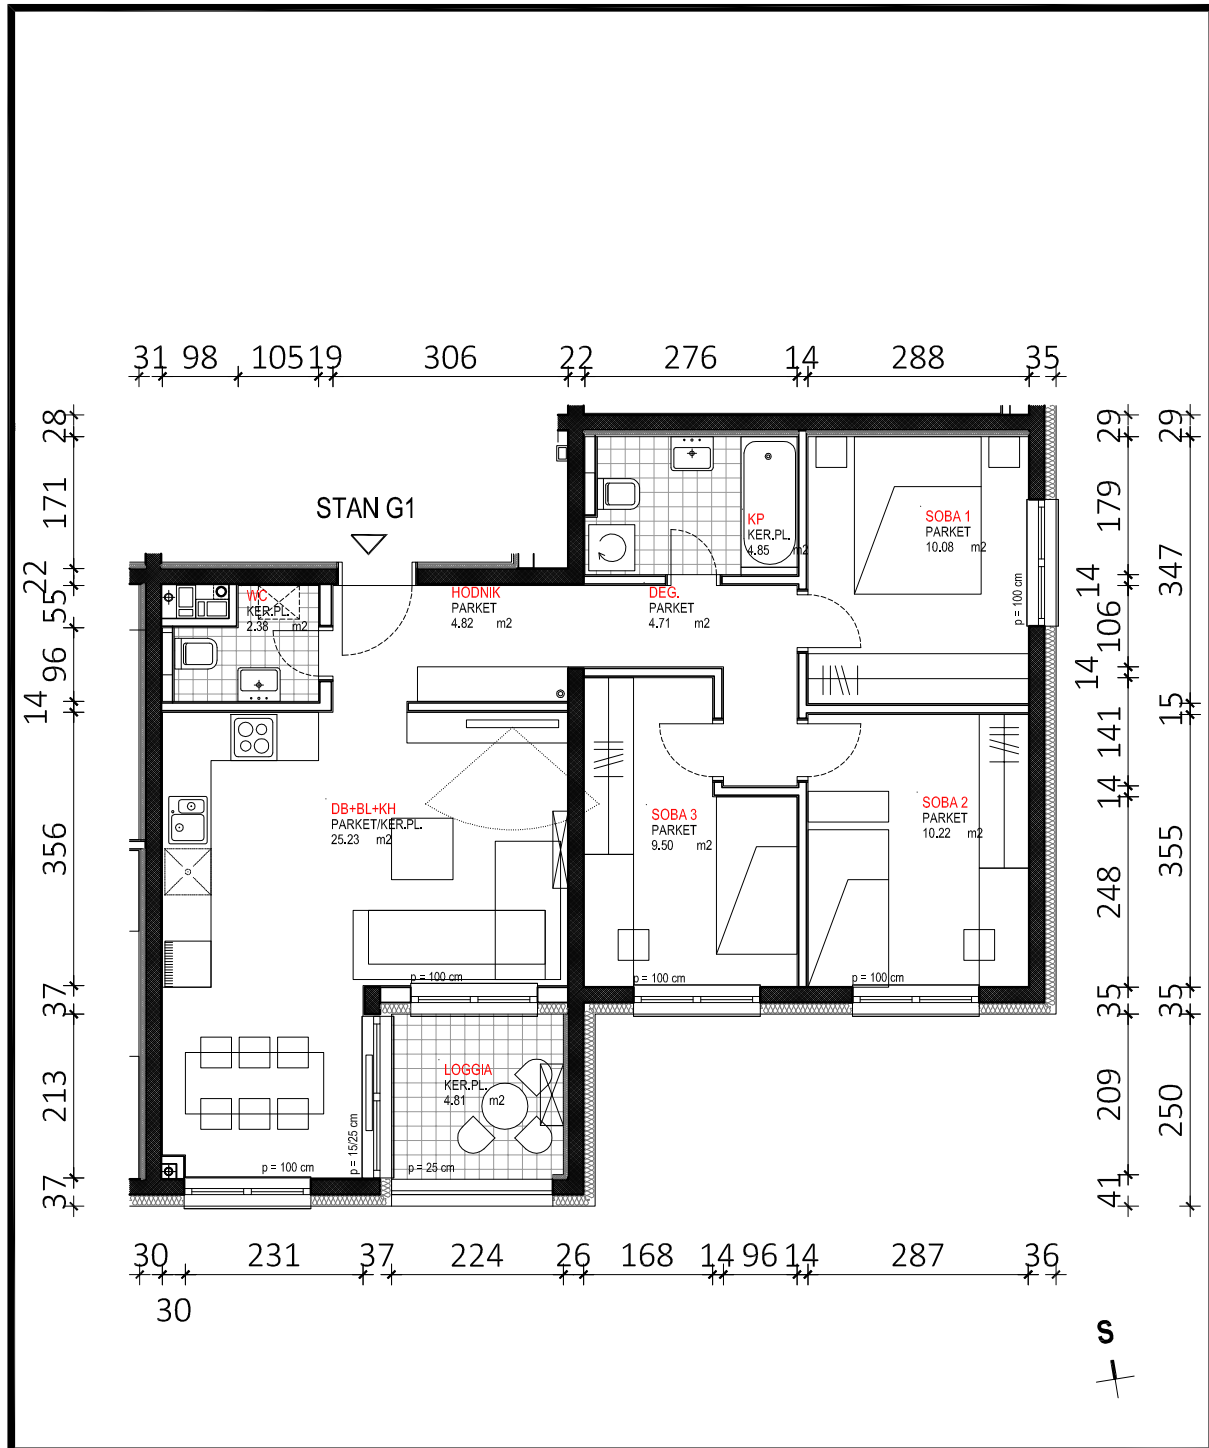 31 98 105 19 306 22 276 14 288 35
28 171 22 55 96 14 356 37 213 37
29 179 14 106 14 141 14 248 35 209 41
29 347 15 355 35 250
STAN G1
KP
KER.PL.
4.85 m2
SOBA 1
PARKET
10.08 m2
p = 100 cm
WC
KER.PL.
2.38 m2
HODNIK
PARKET
4.82 m2
DEG.
PARKET
4.71 m2
DB+BL+KH
PARKET/KER.PL.
25.23 m2
SOBA 3
PARKET
9.50 m2
SOBA 2
PARKET
10.22 m2
p = 100 cm
p = 100 cm
p = 100 cm
LOGGIA
KER.PL.
4.81 m2
p = 15/25 cm
p = 100 cm
p = 25 cm
30 231 37 224 26 168 14 96 14 287 36
30
S